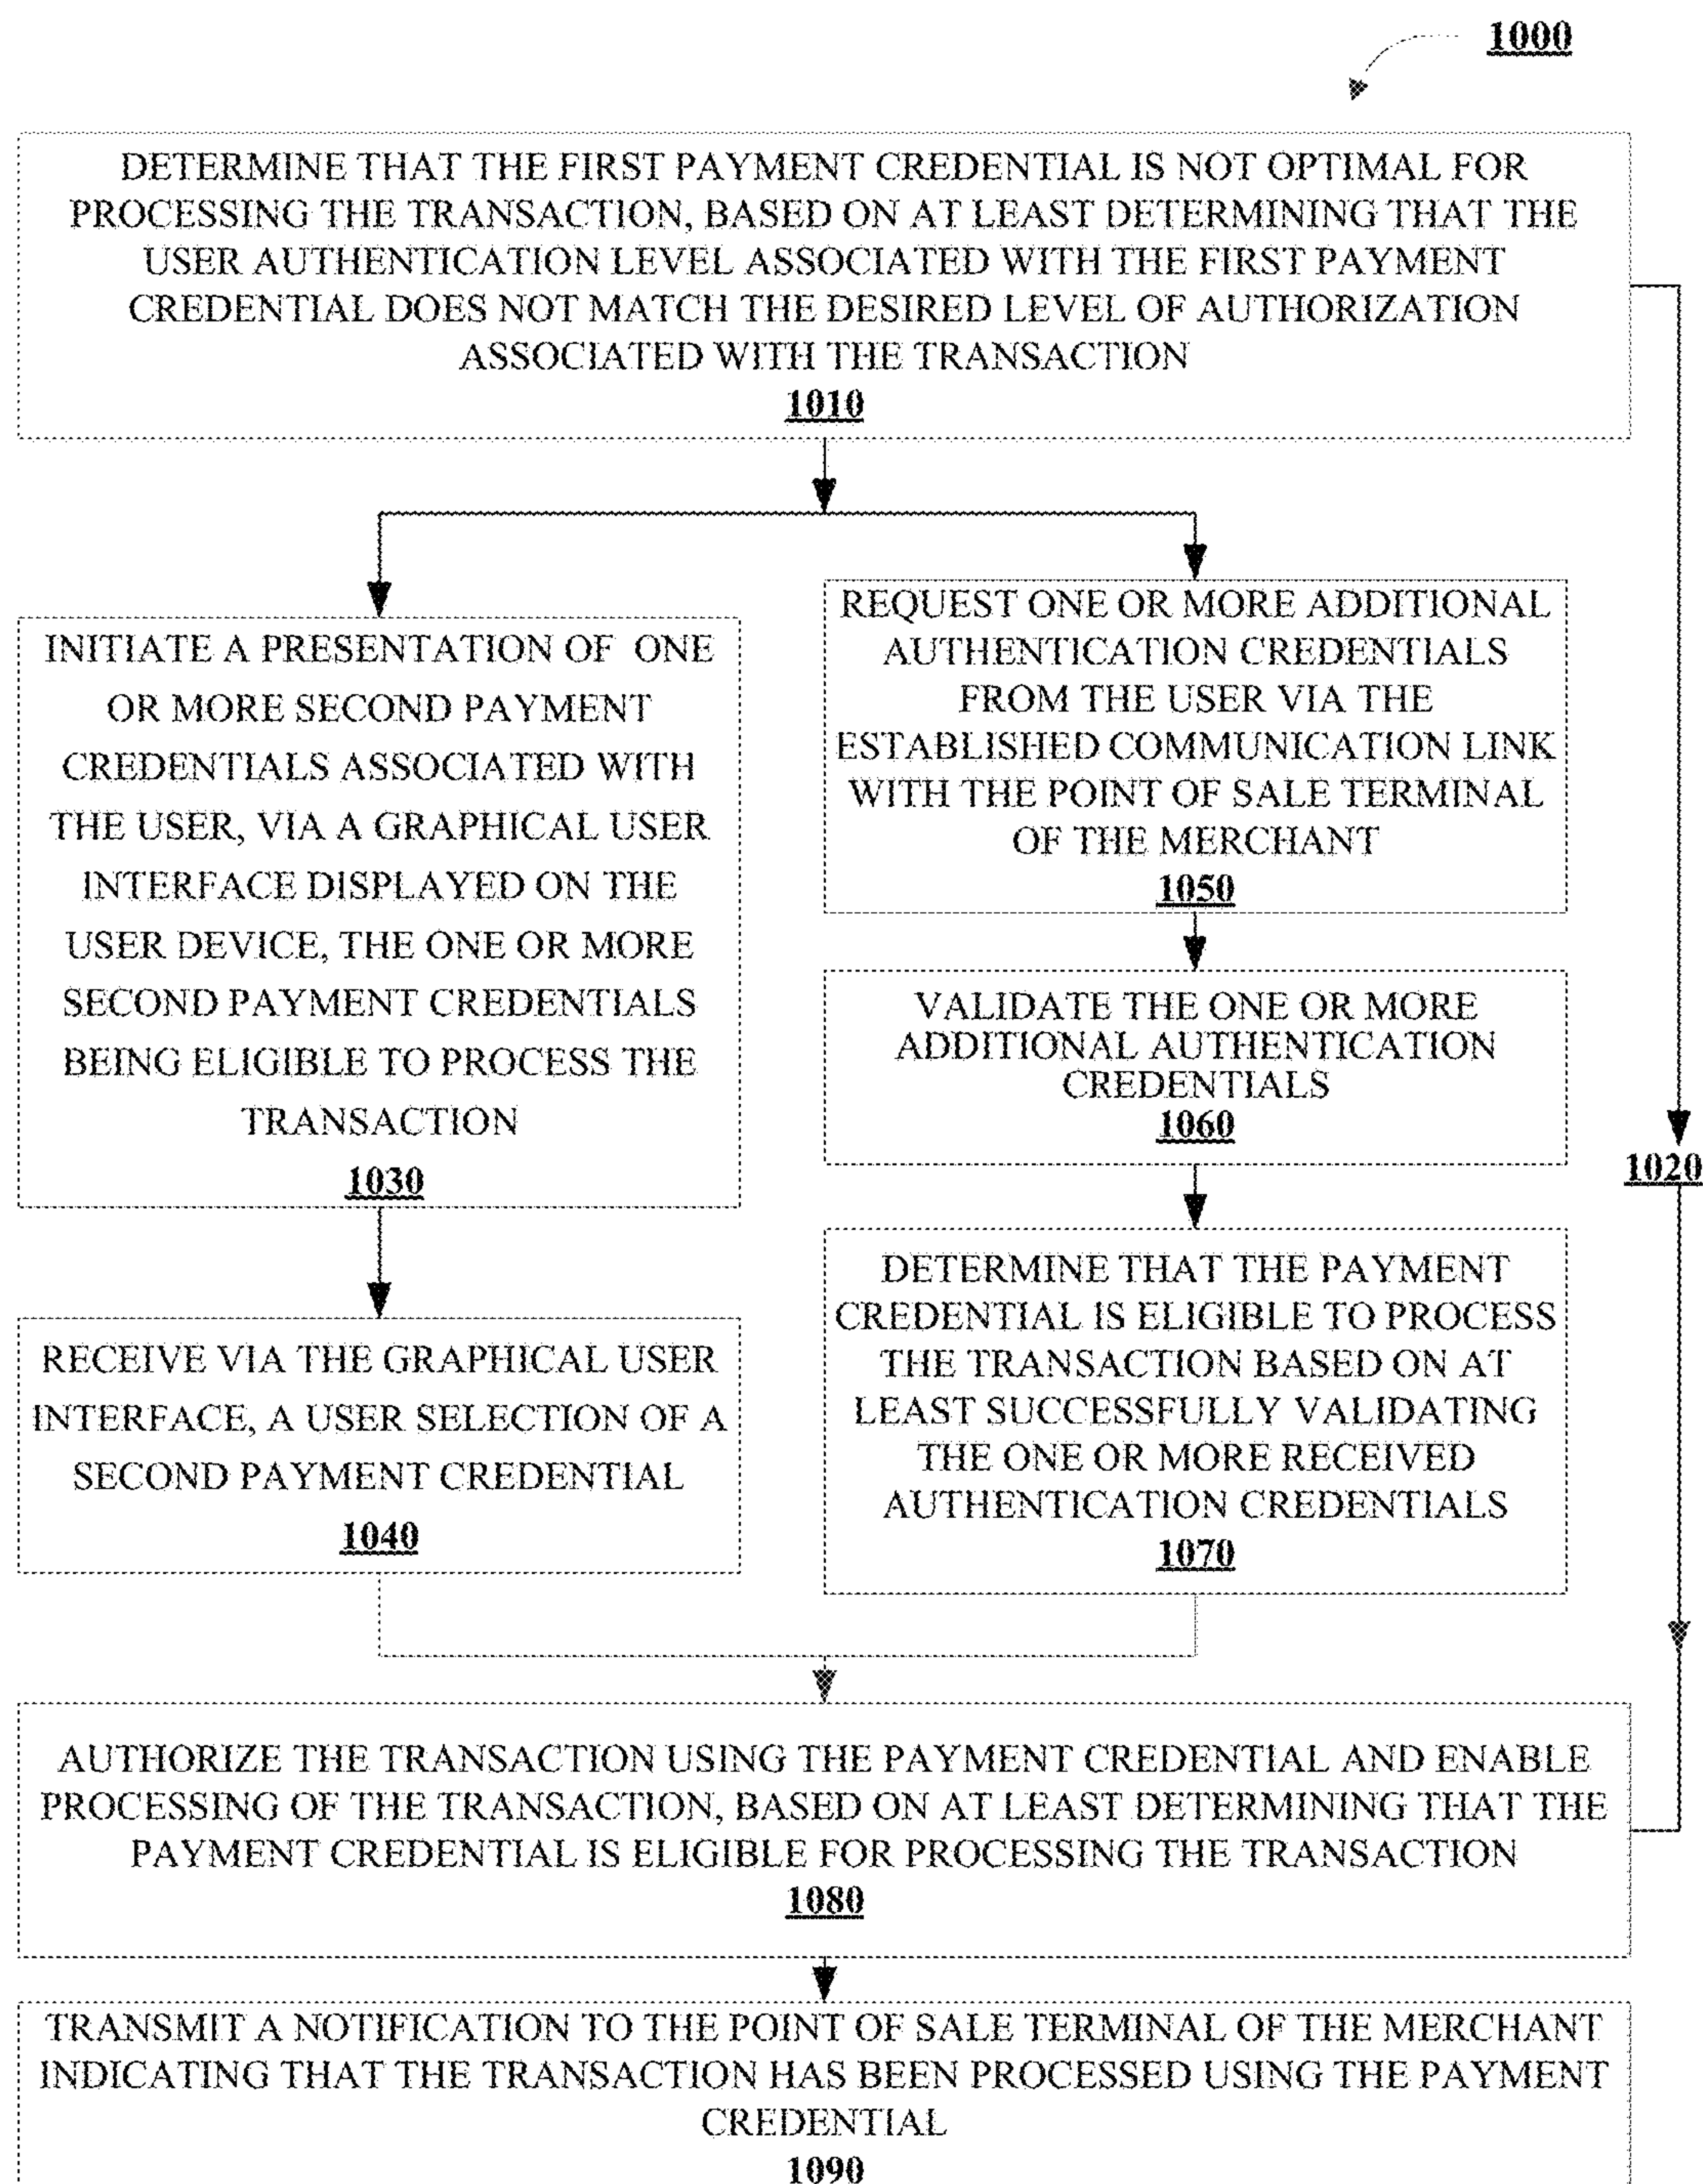 1000
DETERMINE THAT THE FIRST PAYMENT CREDENTIAL IS NOT OPTIMAL FOR
PROCESSING THE TRANSACTION, BASED ON AT LEAST DETERMINING THAT THE
USER AUTHENTICATION LEVEL ASSOCIATED WITH THE FIRST PAYMENT
CREDENTIAL DOES NOT MATCH THE DESIRED LEVEL OF AUTHORIZATION
ASSOCIATED WITH THE TRANSACTION
1010
INITIATE A PRESENTATION OF ONE
OR MORE SECOND PAYMENT
CREDENTIALS ASSOCIATED WITH
THE USER, VIA A GRAPHICAL USER
INTERFACE DISPLAYED ON THE
USER DEVICE, THE ONE OR MORE
SECOND PAYMENT CREDENTIALS
BEING ELIGIBLE TO PROCESS THE
TRANSACTION
1030
RECEIVE VIA THE GRAPHICAL USER
INTERFACE, A USER SELECTION OF A
SECOND PAYMENT CREDENTIAL
1040
REQUEST ONE OR MORE ADDITIONAL
AUTHENTICATION CREDENTIALS
FROM THE USER VIA THE
ESTABLISHED COMMUNICATION LINK
WITH THE POINT OF SALE TERMINAL
OF THE MERCHANT
1050
VALIDATE THE ONE OR MORE
ADDITIONAL AUTHENTICATION
CREDENTIALS
1060
DETERMINE THAT THE PAYMENT
CREDENTIAL IS ELIGIBLE TO PROCESS
THE TRANSACTION BASED ON AT
LEAST SUCCESSFULLY VALIDATING
THE ONE OR MORE RECEIVED
AUTHENTICATION CREDENTIALS
1070
1020
AUTHORIZE THE TRANSACTION USING THE PAYMENT CREDENTIAL AND ENABLE
PROCESSING OF THE TRANSACTION, BASED ON AT LEAST DETERMINING THAT THE
PAYMENT CREDENTIAL IS ELIGIBLE FOR PROCESSING THE TRANSACTION
1080
TRANSMIT A NOTIFICATION TO THE POINT OF SALE TERMINAL OF THE MERCHANT
INDICATING THAT THE TRANSACTION HAS BEEN PROCESSED USING THE PAYMENT
CREDENTIAL
1090